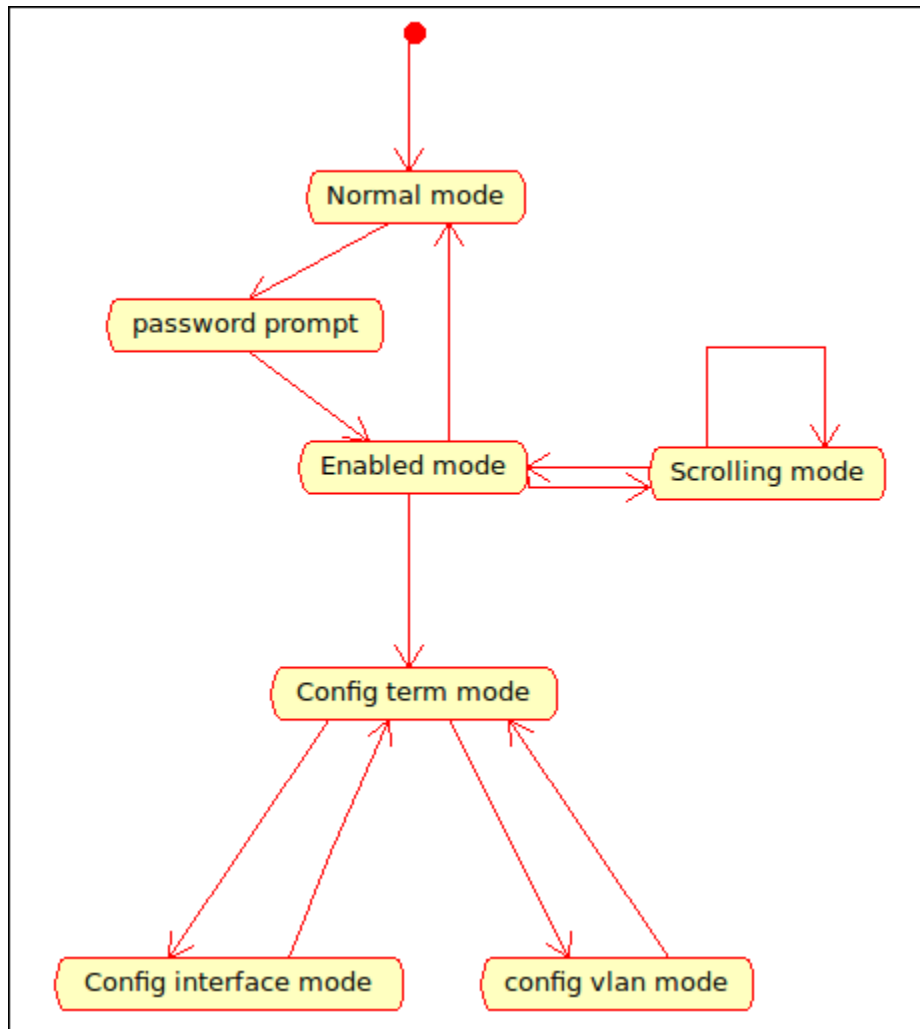 Normal mode
password prompt
Enabled mode
Scrolling mode
Config term mode
Config interface mode
config vlan mode